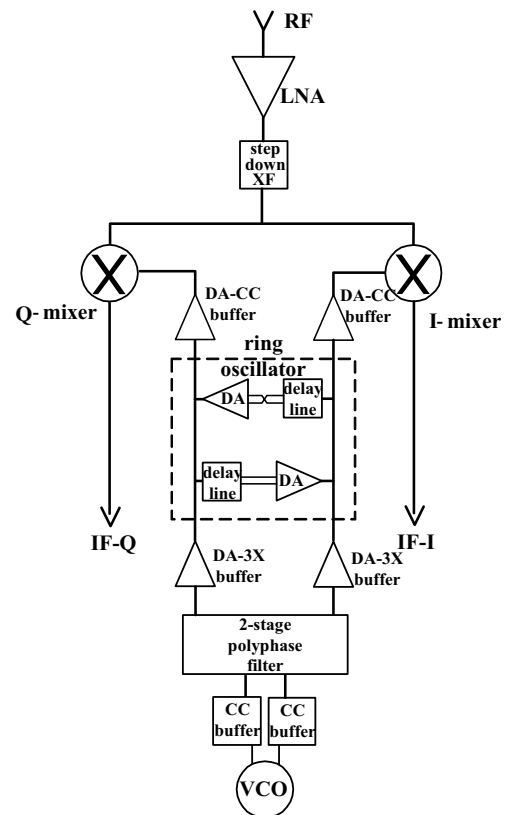 RF
LNA
step
down
XF
X
X
Q- mixer
I- mixer
DA-CC
buffer
DA-CC
buffer
ring
oscillator
DA
delay
line
delay
line
DA
IF-Q
IF-I
DA-3X
buffer
DA-3X
buffer
2-stage
polyphase
filter
CC
buffer
CC
buffer
VCO